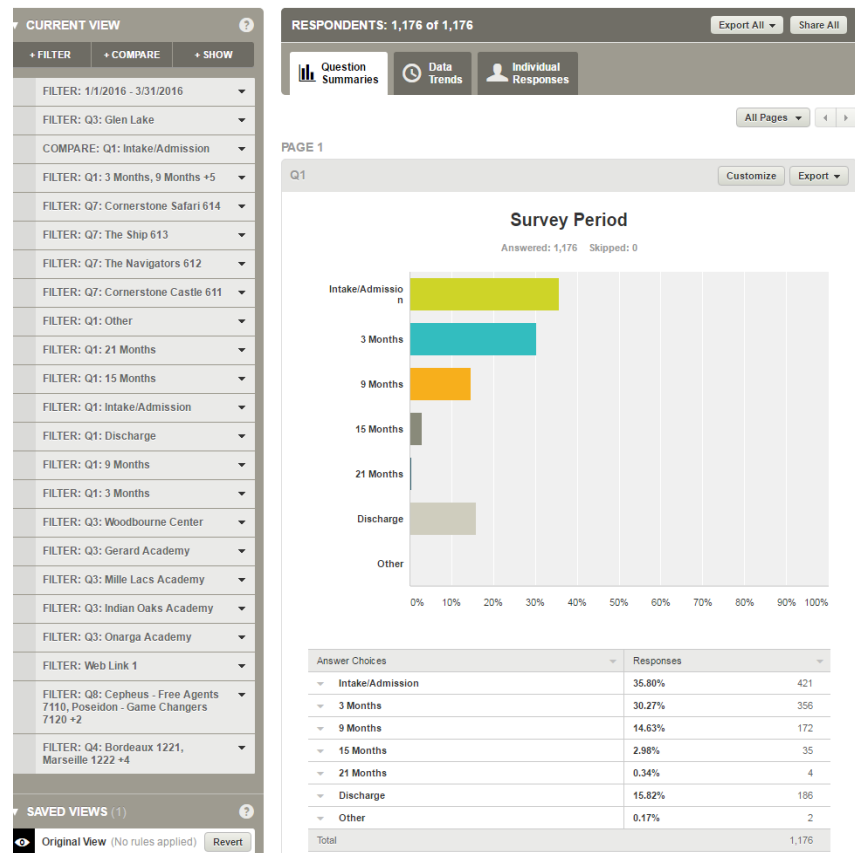 CURRENT VIEW ?
+ FILTER + COMPARE + SHOW
FILTER: 1/1/2016 - 3/31/2016
FILTER: Q3: Glen Lake
COMPARE: Q1: Intake/Admission
FILTER: Q1: 3 Months, 9 Months +5
FILTER: Q7: Cornerstone Safari 614
FILTER: Q7: The Ship 613
FILTER: Q7: The Navigators 612
FILTER: Q7: Cornerstone Castle 611
FILTER: Q1: Other
FILTER: Q1: 21 Months
FILTER: Q1: 15 Months
FILTER: Q1: Intake/Admission
FILTER: Q1: Discharge
FILTER: Q1: 9 Months
FILTER: Q1: 3 Months
FILTER: Q3: Woodbourne Center
FILTER: Q3: Gerard Academy
FILTER: Q3: Mille Lacs Academy
FILTER: Q3: Indian Oaks Academy
FILTER: Q3: Onarga Academy
FILTER: Web Link 1
FILTER: Q8: Cepheus - Free Agents
7110, Poseidon - Game Changers
7120 +2
FILTER: Q4: Bordeaux 1221,
Marseille 1222 +4
SAVED VIEWS (1) ?
Original View (No rules applied) Revert
RESPONDENTS: 1,176 of 1,176 Export All Share All
Question
Summaries
Data
Trends
Individual
Responses
All Pages
PAGE 1
Q1 Customize Export
Survey Period
Answered: 1,176 Skipped: 0
Intake/Admissio
n
3 Months
9 Months
15 Months
21 Months
Discharge
Other
0% 10% 20% 30% 40% 50% 60% 70% 80% 90% 100%
Answer Choices Responses
Intake/Admission 35.80% 421
3 Months 30.27% 356
9 Months 14.63% 172
15 Months 2.98% 35
21 Months 0.34% 4
Discharge 15.82% 186
Other 0.17% 2
Total 1,176